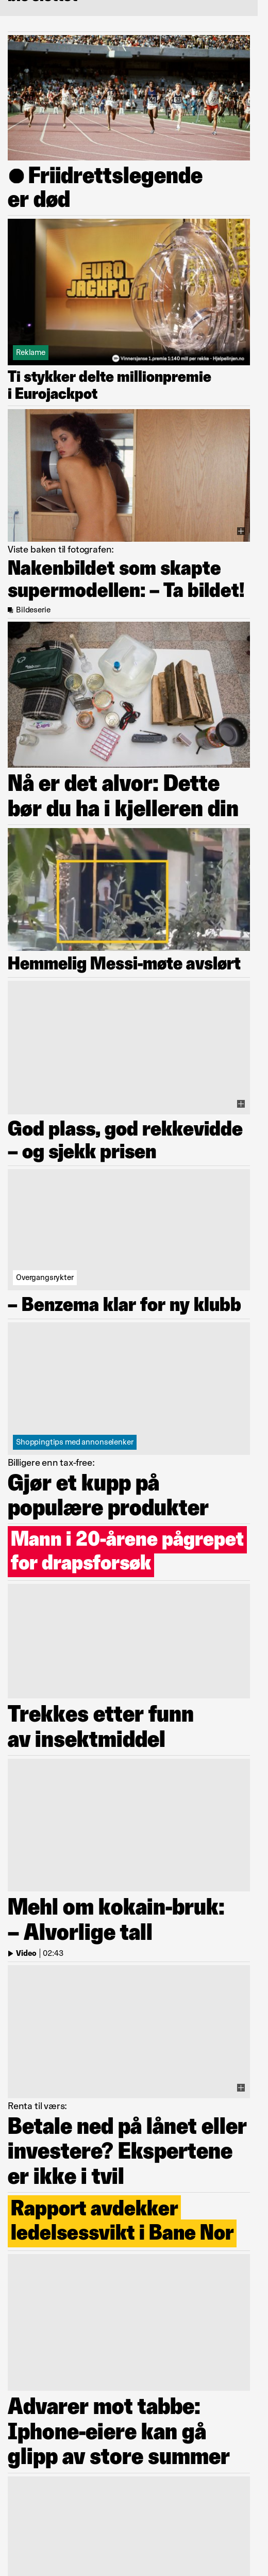 Friidrettslegende
er død
EURO
JACKPOT
Reklame
Vinnersjanse 1.premie 1:140 mill per rekke - Hjelpelinjen.no
Ti stykker delte millionpremie
i Eurojackpot
Viste baken til fotografen:
Nakenbildet som skapte
supermodellen: – Ta bildet!
Bildeserie
Nå er det alvor: Dette
bør du ha i kjelleren din
Hemmelig Messi-møte avslørt
God plass, god rekkevidde
– og sjekk prisen
Overgangsrykter
– Benzema klar for ny klubb
Shoppingtips med annonselenker
Billigere enn tax-free:
Gjør et kupp på
populære produkter
Mann i 20-årene pågrepet
for drapsforsøk
Trekkes etter funn
av insektmiddel
Mehl om kokain-bruk:
– Alvorlige tall
Video | 02:43
Renta til værs:
Betale ned på lånet eller
investere? Ekspertene
er ikke i tvil
Rapport avdekker
ledelsessvikt i Bane Nor
Advarer mot tabbe:
Iphone-eiere kan gå
glipp av store summer